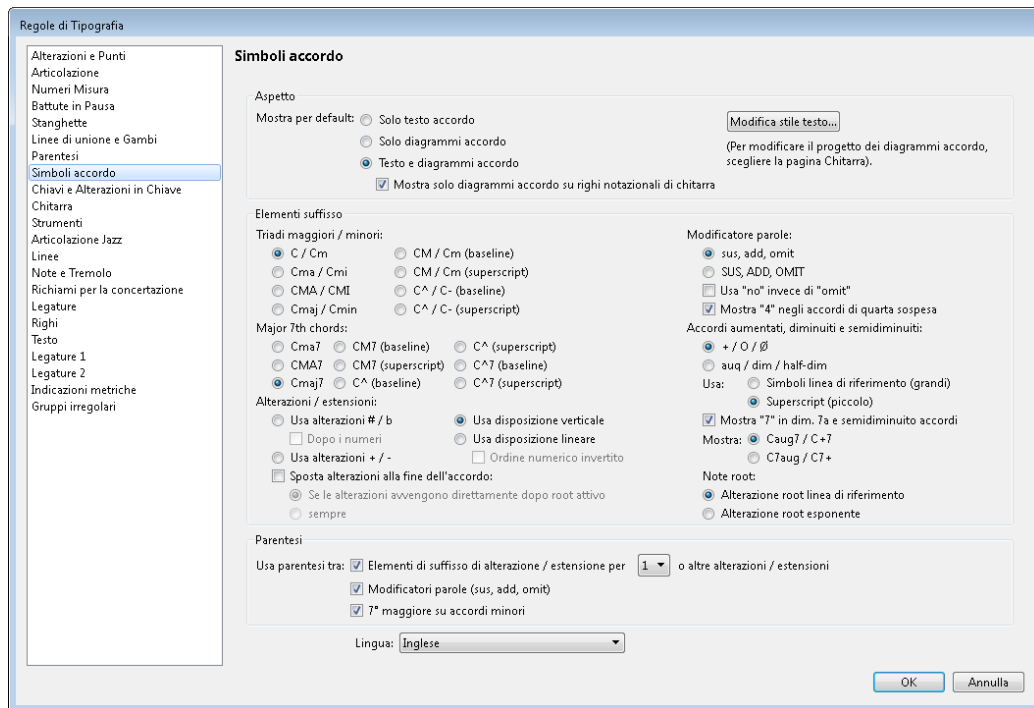 Regole di Tipografia
Alterazioni e Punti
Articolazione
Numeri Misura
Battute in Pausa
Stanghette
Linee di unione e Gambi
Parentesi
Simboli accordo
Chiavi e Alterazioni in Chiave
Chitarra
Strumenti
Articolazione Jazz
Linee
Note e Tremolo
Richiami per la concertazione
Legature
Righi
Testo
Legature 1
Legature 2
Indicazioni metriche
Gruppi irregolari
Simboli accordo
Aspetto
Mostra per default:
Solo testo accordo
Solo diagrammi accordo
Testo e diagrammi accordo
Mostra solo diagrammi accordo su righi notazionali di chitarra
Modifica stile testo...
(Per modificare il progetto dei diagrammi accordo,
scegliere la pagina Chitarra).
Elementi suffisso
Triadi maggiori / minori:
C / Cm
CM / Cm (baseline)
Cma / Cmi
CM / Cm (superscript)
CMA / CMI
C^ / C- (baseline)
Cmaj / Cmin
C^ / C- (superscript)
Major 7th chords:
Cma7
CM7 (baseline)
C^ (superscript)
CMA7
CM7 (superscript)
C^7 (baseline)
Cmaj7
C^ (baseline)
C^7 (superscript)
Alterazioni / estensioni:
Usa alterazioni # / b
Usa disposizione verticale
Dopo i numeri
Usa disposizione lineare
Usa alterazioni + / -
Ordine numerico invertito
Sposta alterazioni alla fine dell'accordo:
Se le alterazioni avvengono direttamente dopo root attivo
sempre
Modificatore parole:
sus, add, omit
SUS, ADD, OMIT
Usa "no" invece di "omit"
Mostra "4" negli accordi di quarta sospesa
Accordi aumentati, diminuiti e semidiminuiti:
+ / O / Ø
auq / dim / half-dim
Usa:
Simboli linea di riferimento (grandi)
Superscript (piccolo)
Mostra "7" in dim. 7a e semidiminuito accordi
Mostra:
Caug7 / C+7
C7aug / C7+
Note root:
Alterazione root linea di riferimento
Alterazione root esponente
Parentesi
Usa parentesi tra:
Elementi di suffisso di alterazione / estensione per
1
o altre alterazioni / estensioni
Modificatori parole (sus, add, omit)
7° maggiore su accordi minori
Lingua:
Inglese
OK
Annulla